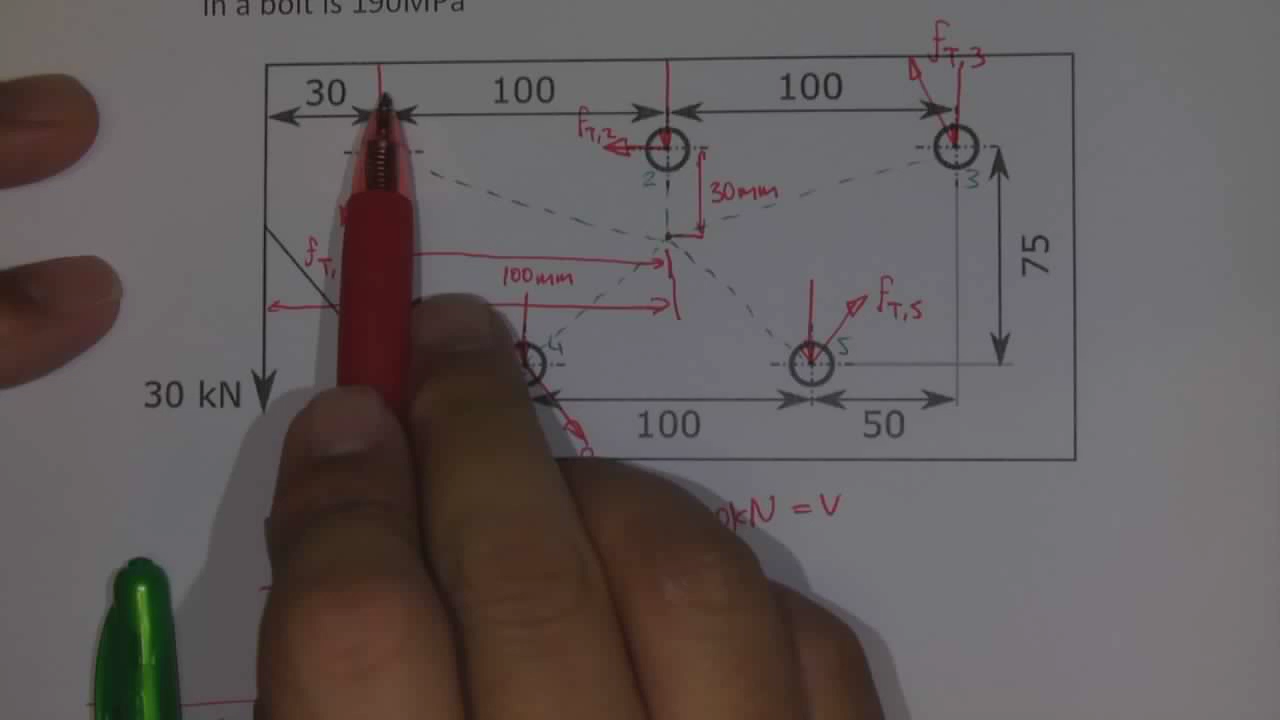 in a bolt is 190MPa
30 100 100
f T,3
f T,2
2 3
30mm
75
f T,
100mm
f T,5
4 5
30 kN
100 50
kN = V